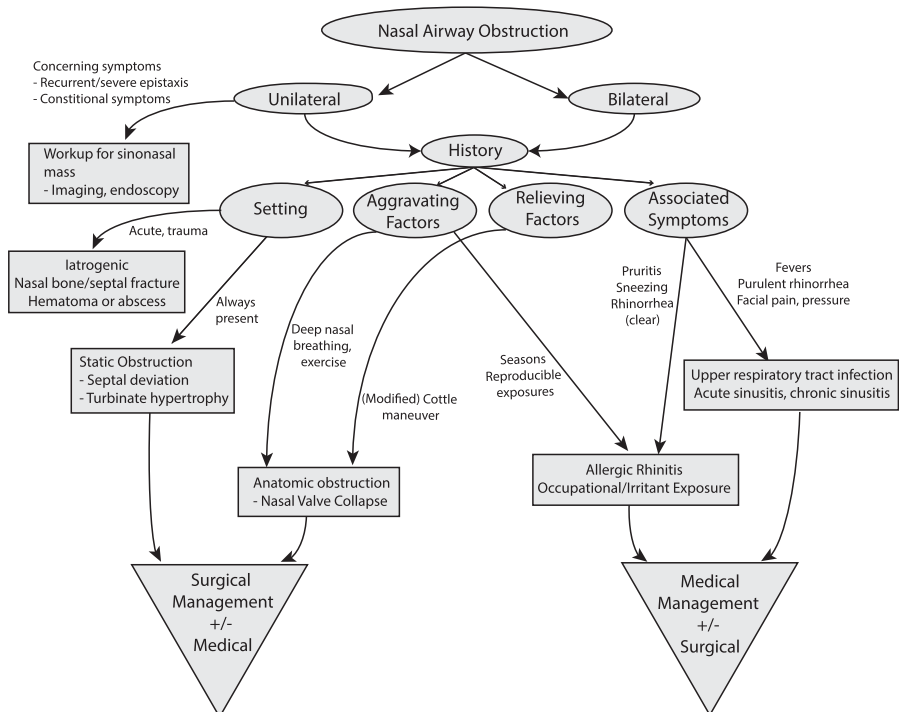 Nasal Airway Obstruction
Concerning symptoms
- Recurrent/severe epistaxis
- Constitional symptoms
Unilateral
Bilateral
Workup for sinonasal
mass
- Imaging, endoscopy
History
Setting
Aggravating
Factors
Relieving
Factors
Associated
Symptoms
Acute, trauma
Iatrogenic
Nasal bone/septal fracture
Hematoma or abscess
Always
present
Deep nasal
breathing,
exercise
Pruritis
Sneezing
Rhinorrhea
(clear)
Fevers
Purulent rhinorrhea
Facial pain, pressure
Static Obstruction
- Septal deviation
- Turbinate hypertrophy
(Modified) Cottle
maneuver
Seasons
Reproducible
exposures
Upper respiratory tract infection
Acute sinusitis, chronic sinusitis
Anatomic obstruction
- Nasal Valve Collapse
Allergic Rhinitis
Occupational/Irritant Exposure
Surgical
Management
+/-
Medical
Medical
Management
+/-
Surgical